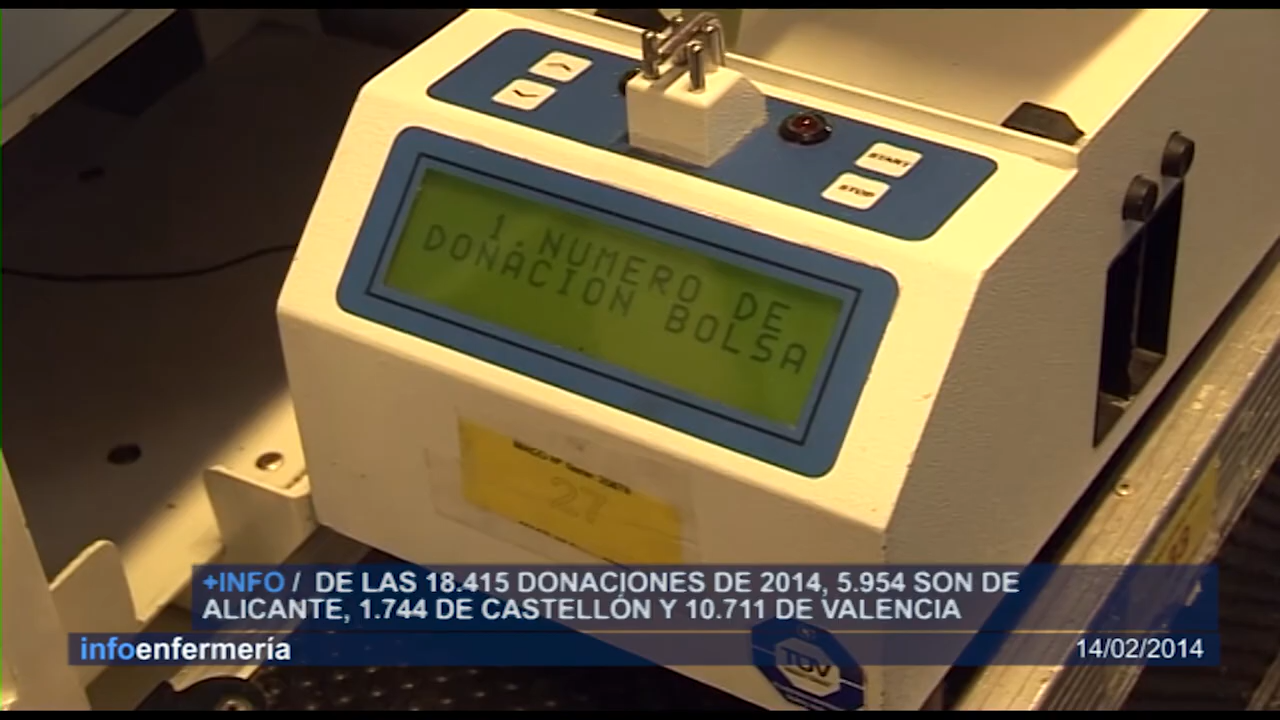 START
STOP
1.NUMERO DE
DONACION BOLSA
27
+INFO / DE LAS 18.415 DONACIONES DE 2014, 5.954 SON DE
ALICANTE, 1.744 DE CASTELLÓN Y 10.711 DE VALENCIA
infoenfermería
14/02/2014
TÜV